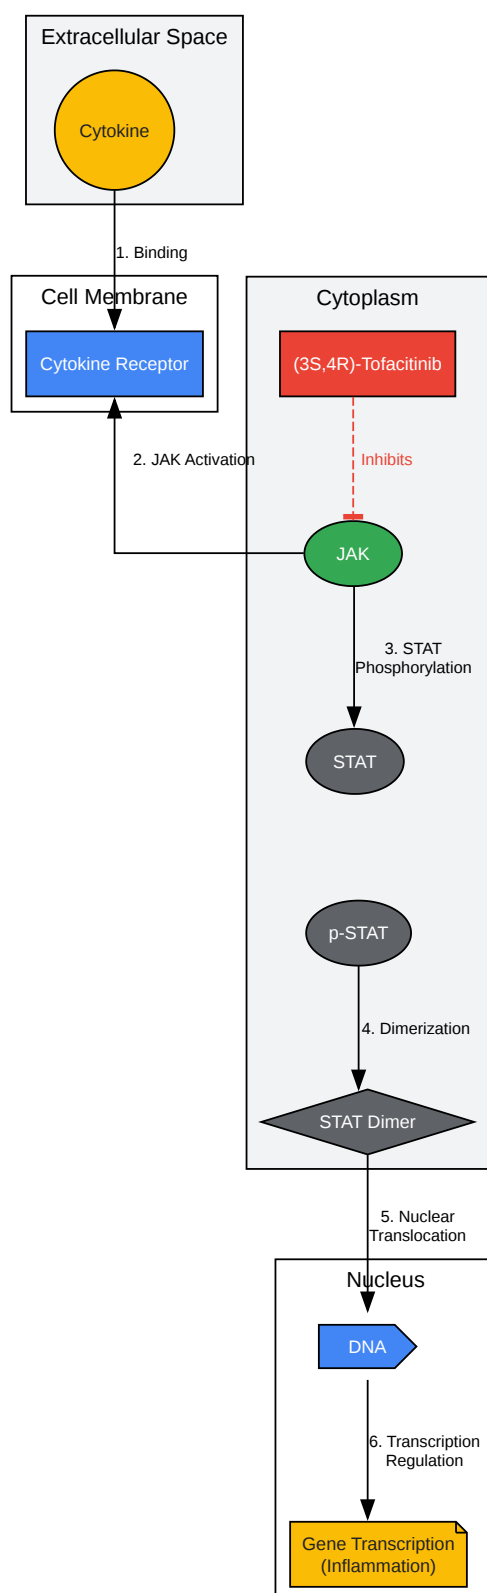 Extracellular Space
Cytokine
1. Binding
Cell Membrane
Cytokine Receptor
Cytoplasm
(3S,4R)-Tofacitinib
2. JAK Activation
Inhibits
JAK
3. STAT
Phosphorylation
STAT
p-STAT
4. Dimerization
STAT Dimer
5. Nuclear
Translocation
Nucleus
DNA
6. Transcription
Regulation
Gene Transcription
(Inflammation)